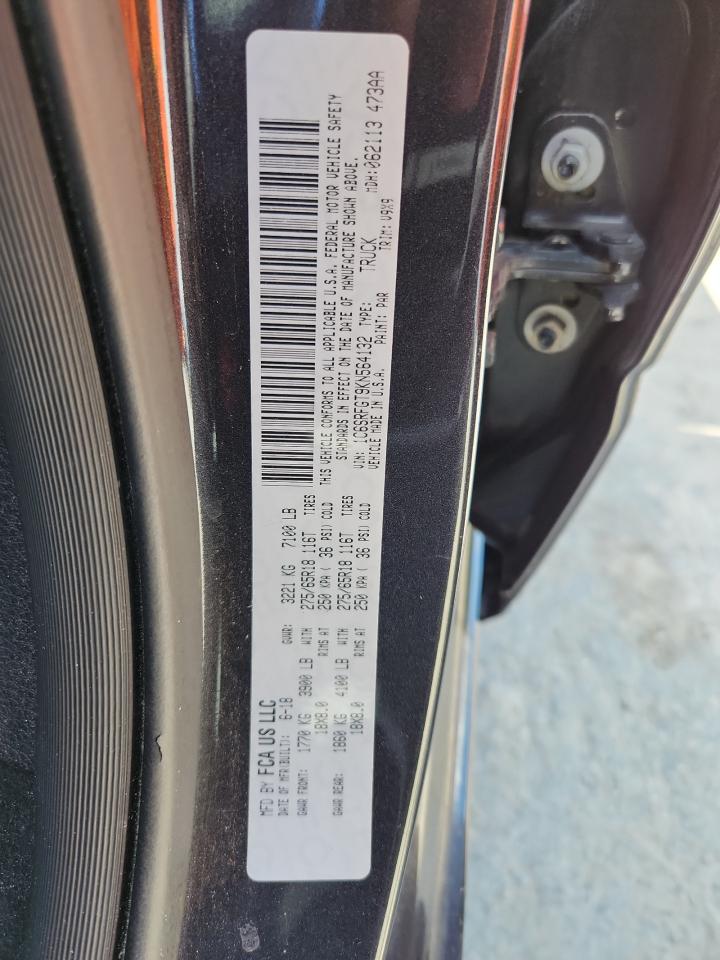 MFD BY FCA US LLC
DATE OF MFR(BUILT): 6-18 GVWR: 3221 KG 7100 LB
GAWR FRONT: 1770 KG 3900 LB WITH 275/65R18 116T TIRES
18X8.0 RIMS AT 250 KPA ( 36 PSI) COLD
GAWR REAR: 1860 KG 4100 LB WITH 275/65R18 116T TIRES
18X8.0 RIMS AT 250 KPA ( 36 PSI) COLD
THIS VEHICLE CONFORMS TO ALL APPLICABLE U.S.A. FEDERAL MOTOR VEHICLE SAFETY
STANDARDS IN EFFECT ON THE DATE OF MANUFACTURE SHOWN ABOVE.
VIN: 1C6SRFGT9KN564132 TYPE: TRUCK MDH:062113 473AA
VEHICLE MADE IN U.S.A. PAINT: PAR TRIM: V9X9